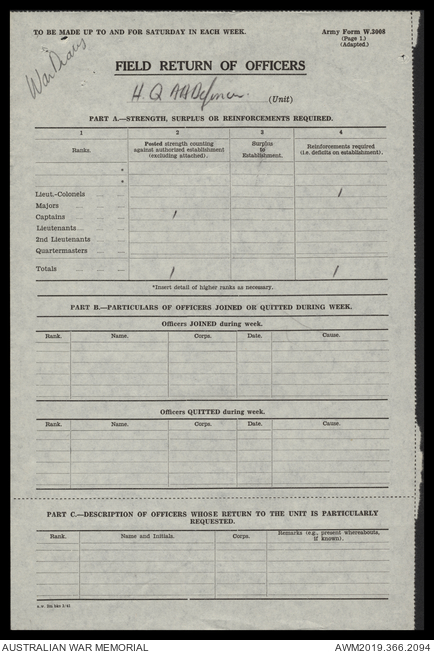 TO BE MADE UP TO AND FOR SATURDAY IN EACH WEEK.
Army Form W.3008
(Page 1.)
(Adapted.)
War Diary
FIELD RETURN OF OFFICERS
H.Q AA Defences (Unit)
PART A.—STRENGTH, SURPLUS OR REINFORCEMENTS REQUIRED.
1 2 3 4
Ranks. Posted strength counting against authorized establishment (excluding attached). Surplus to Establishment. Reinforcements required (i.e. deficits on establishment).
*
*
Lieut.-Colonels 1
Majors
Captains 1
Lieutenants
2nd Lieutenants
Quartermasters
Totals 1 1
*Insert detail of higher ranks as necessary.
PART B.—PARTICULARS OF OFFICERS JOINED OR QUITTED DURING WEEK.
Officers JOINED during week.
Rank. Name. Corps. Date. Cause.
Officers QUITTED during week.
Rank. Name. Corps. Date. Cause.
PART C.—DESCRIPTION OF OFFICERS WHOSE RETURN TO THE UNIT IS PARTICULARLY
REQUESTED.
Rank. Name and Initials. Corps. Remarks (e.g., present whereabouts, if known).
AUSTRALIAN WAR MEMORIAL
AWM2019.366.2094